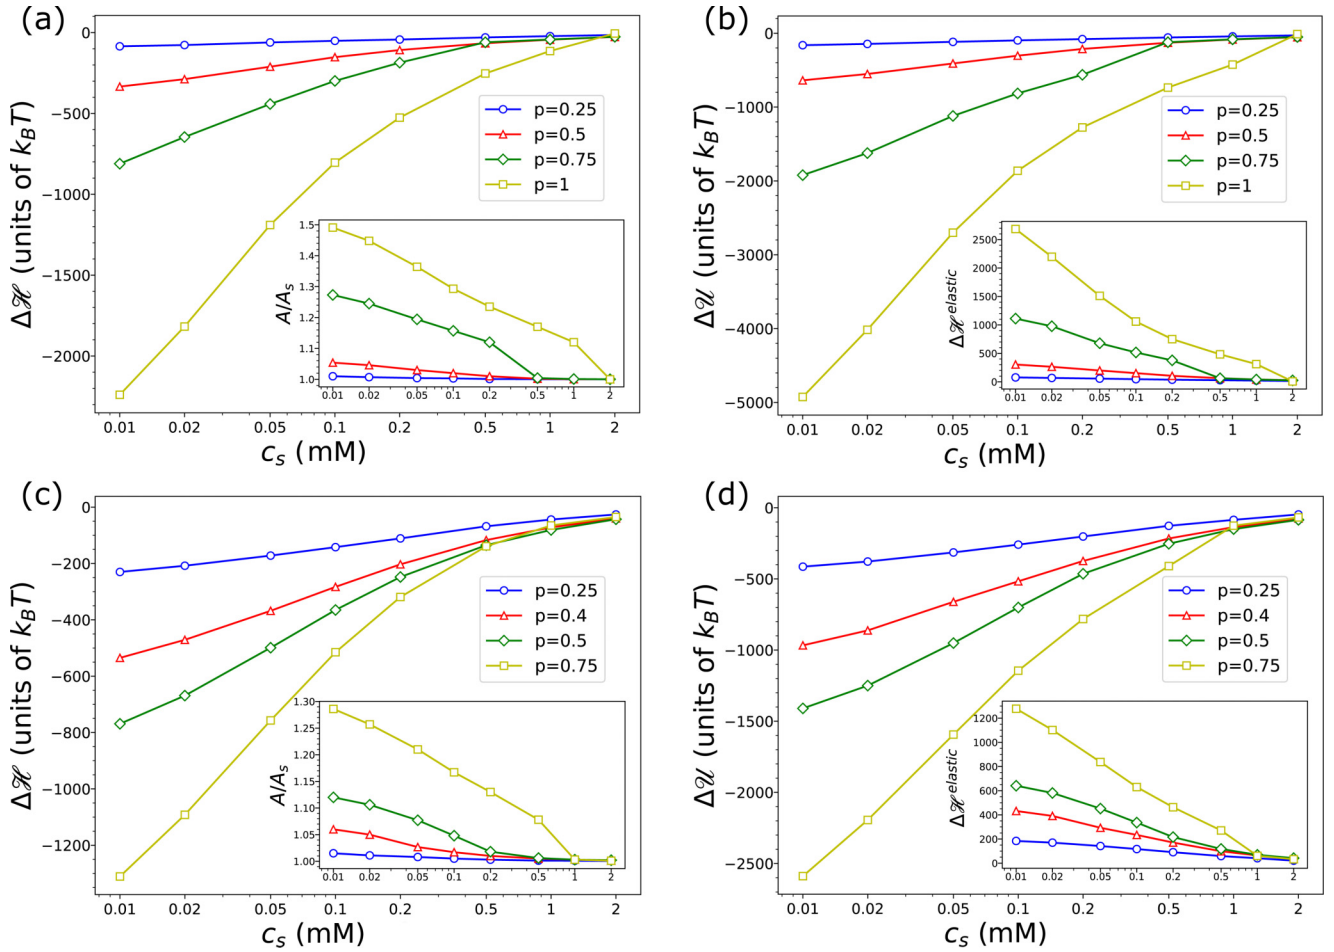 (a)
0
−500
−1000
−1500
−2000
Δℋ (units of k_BT)
p=0.25
p=0.5
p=0.75
p=1
1.5
1.4
1.3
1.2
1.1
1.0
A/A_s
0.01 0.02 0.05 0.1 0.2 0.5 1 2
0.01 0.02 0.05 0.1 0.2 0.5 1 2
c_s (mM)
(b)
0
−1000
−2000
−3000
−4000
−5000
Δ𝒰 (units of k_BT)
p=0.25
p=0.5
p=0.75
p=1
2500
2000
1500
1000
500
0
Δℋ^elastic
0.01 0.02 0.05 0.1 0.2 0.5 1 2
0.01 0.02 0.05 0.1 0.2 0.5 1 2
c_s (mM)
(c)
0
−200
−400
−600
−800
−1000
−1200
Δℋ (units of k_BT)
p=0.25
p=0.4
p=0.5
p=0.75
1.30
1.25
1.20
1.15
1.10
1.05
1.00
A/A_s
0.01 0.02 0.05 0.1 0.2 0.5 1 2
0.01 0.02 0.05 0.1 0.2 0.5 1 2
c_s (mM)
(d)
0
−500
−1000
−1500
−2000
−2500
Δ𝒰 (units of k_BT)
p=0.25
p=0.4
p=0.5
p=0.75
1200
1000
800
600
400
200
0
Δℋ^elastic
0.01 0.02 0.05 0.1 0.2 0.5 1 2
0.01 0.02 0.05 0.1 0.2 0.5 1 2
c_s (mM)